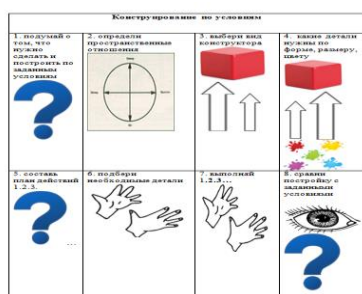 Конструирование по условиям
1. подумай о
том, что
нужно
сделать и
построить по
заданным
условиям
2. определи
пространственные
отношения
3. выбери вид
конструктора
4. какие детали
нужны по
форме, размеру,
цвету
5. составь
план действий
1.2.3.
...
6. подбери
необходимые детали
7. выполняй
1.2.3...
8. сравни
постройку с
заданными
условиями